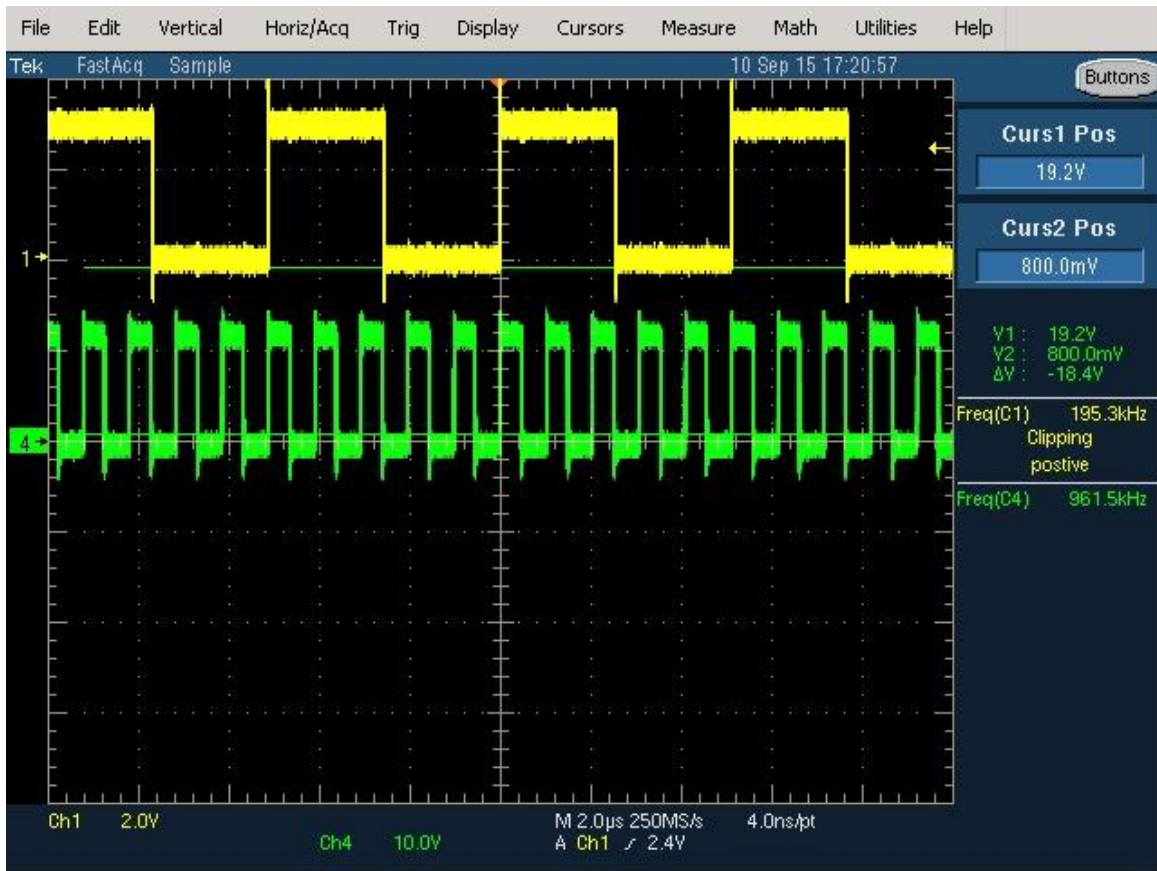 File Edit Vertical Horiz/Acq Trig Display Cursors Measure Math Utilities Help
Tek FastAcq Sample 10 Sep 15 17:20:57
Buttons
Curs1 Pos
19.2V
Curs2 Pos
800.0mV
1
V1 : 19.2V
V2 : 800.0mV
ΔV : -18.4V
Freq(C1) 195.3kHz
Clipping
postive
4
Freq(C4) 961.5kHz
Ch1 2.0V M 2.0µs 250MS/s 4.0ns/pt
Ch4 10.0V A Ch1 / 2.4V